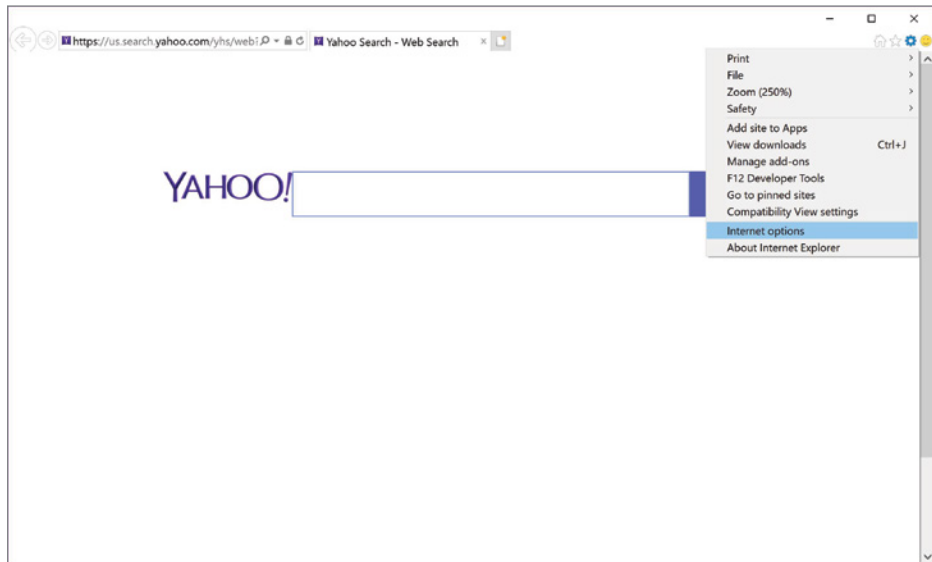 https://us.search.yahoo.com/yhs/web
Yahoo Search - Web Search
Print
File
Zoom (250%)
Safety
Add site to Apps
View downloads Ctrl+J
Manage add-ons
F12 Developer Tools
Go to pinned sites
Compatibility View settings
Internet options
About Internet Explorer
YAHOO!